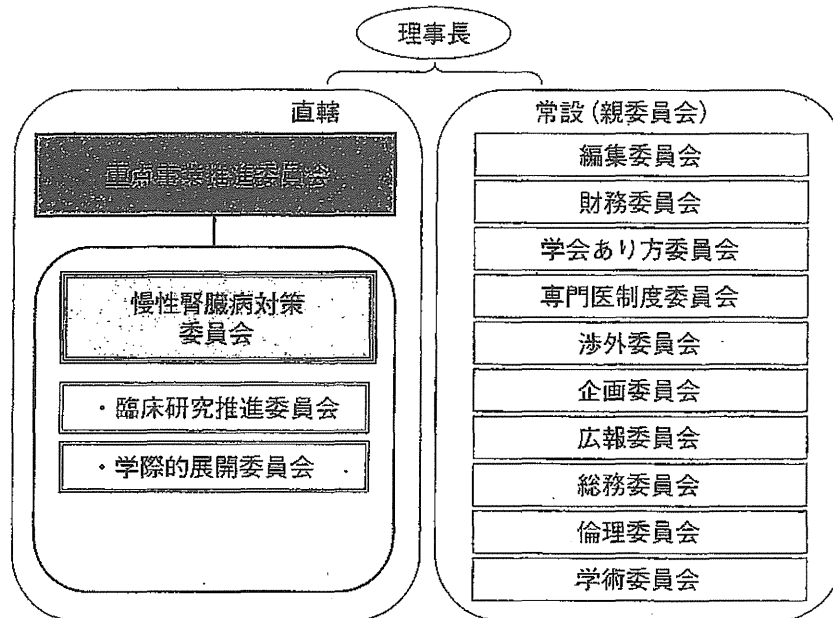 理事長
直轄
重点事業推進委員会
慢性腎臓病対策
委員会
・臨床研究推進委員会
・学際的展開委員会
常設(親委員会)
編集委員会
財務委員会
学会あり方委員会
専門医制度委員会
渉外委員会
企画委員会
広報委員会
総務委員会
倫理委員会
学術委員会